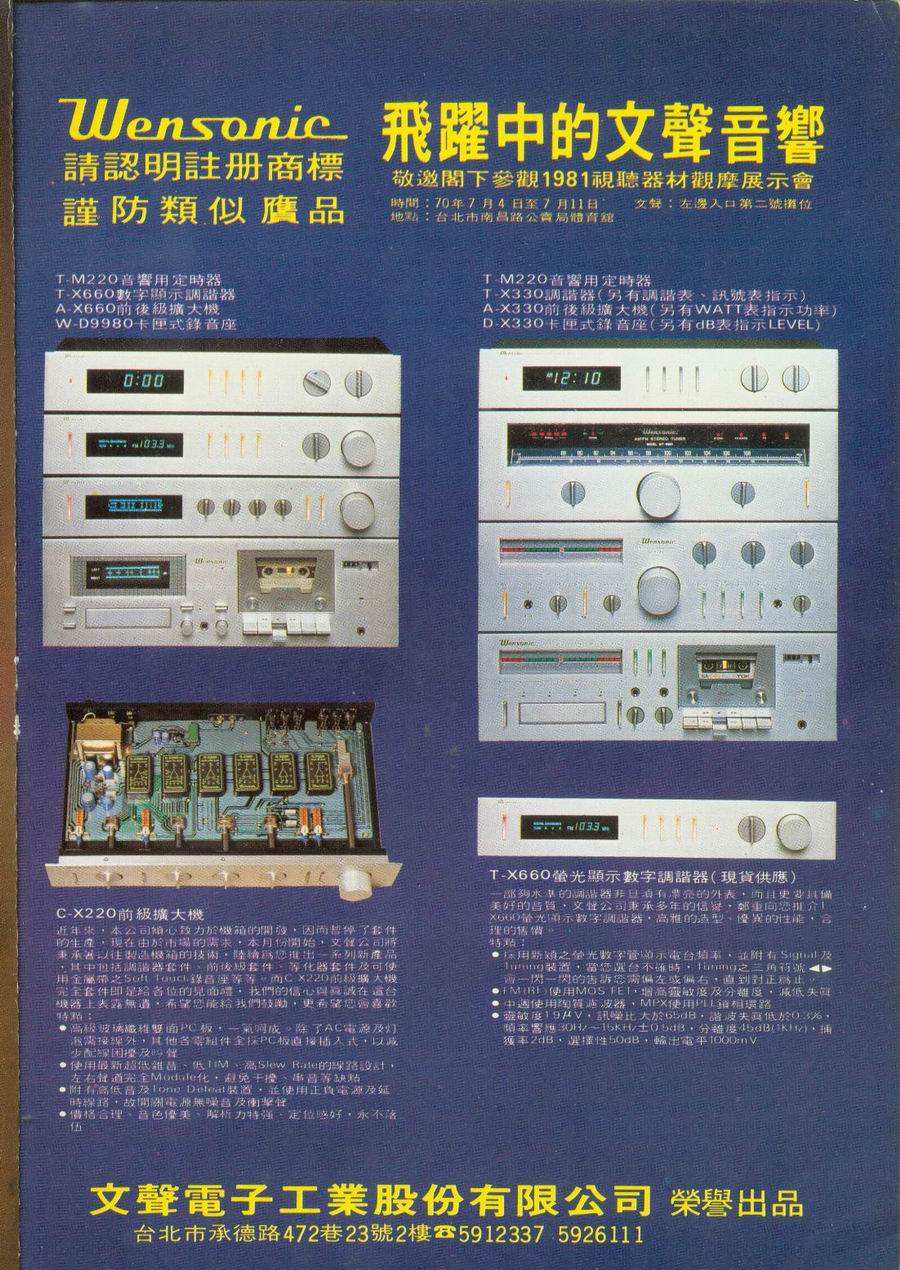 Wensonic
請認明註册商標
謹防類似贋品
飛躍中的文聲音響
敬邀閣下參觀1981視聽器材觀摩展示會
時間:70年7月4日至7月11日 文聲:左邊入口第二號攤位
地點:台北市南昌路公賣局體育舘
T-M220音響用定時器
T-X660數字顯示調諧器
A-X660前後級擴大機
W-D9980卡匣式錄音座
T-M220音響用定時器
T-X330調諧器(另有調諧表、訊號表指示)
A-X330前後級擴大機(另有WATT表指示功率)
D-X330卡匣式錄音座(另有dB表指示LEVEL)
0:00
FM 103.3
Wensonic
12:10
Wensonic
AM/FM STEREO TUNER
88 90 92 94 96 98 100 102 104 106 108
Wensonic
Wensonic
TDK
FM 103.3
C-X220前級擴大機
近年來,本公司傾心致力於機箱的開發,因而暫停了套件
的生產,現在由於市場的需求,本月份開始,文聲公司將
秉承著以往製造機箱的技術,陸續爲您推出一系列新產品
,其中包括調諧器套件、前後級套件、等化器套件及可使
用金屬帶之Soft Touch錄音座等等。而C-X220前級擴大機
完全套件即是給各位的見面禮,我們的信心與熱誠在這台
機器上表露無遺,希望您能給我們鼓勵,更希望您會喜歡
特點:
●高級玻璃纖維雙面PC板,一氣呵成。除了AC電源及燈
泡需接線外,其他各零組件全採PC板直接插入式,以減
少配線困擾及哼聲
●使用最新超低雜音、低TIM、高Slew Rate的線路設計,
左右聲道完全Module化,避免干擾、串音等缺點
●附有高低音及Tone Defeat裝置,並使用正負電源及延
時線路,故開關電源無噪音及衝擊聲
●價格合理、音色優美、解析力特强、定位感好,永不落
伍
T-X660螢光顯示數字調諧器(現貨供應)
一部夠水準的調諧器非但須有漂亮的外表,而且更要具備
美好的音質,文聲公司秉承多年的信譽,鄭重向您推介T-
X660螢光顯示數字調諧器,高雅的造型,優異的性能,合
理的售價。
特點:
●採用新穎之螢光數字管顯示電台頻率,並附有Signal及
Tuning裝置,當您選台不確時,Tuning之三角符號◀▶
會一閃一閃的告訴您需偏左或偏右,直到對正爲止。
●FM(RF)使用MOS FET,增高靈敏度及分離度,減低失眞
●中週使用陶質濾波器,MPX使用PLL鎖相環路
●靈敏度1.9μV,訊噪比大於65dB,諧波失眞低於0.3%,
頻率響應30Hz~15KHz±0.5dB,分離度45dB(1KHz),捕
獲率2dB,選擇性50dB,輸出電平1000mV
文聲電子工業股份有限公司 榮譽出品
台北市承德路472巷23號2樓☎5912337 5926111